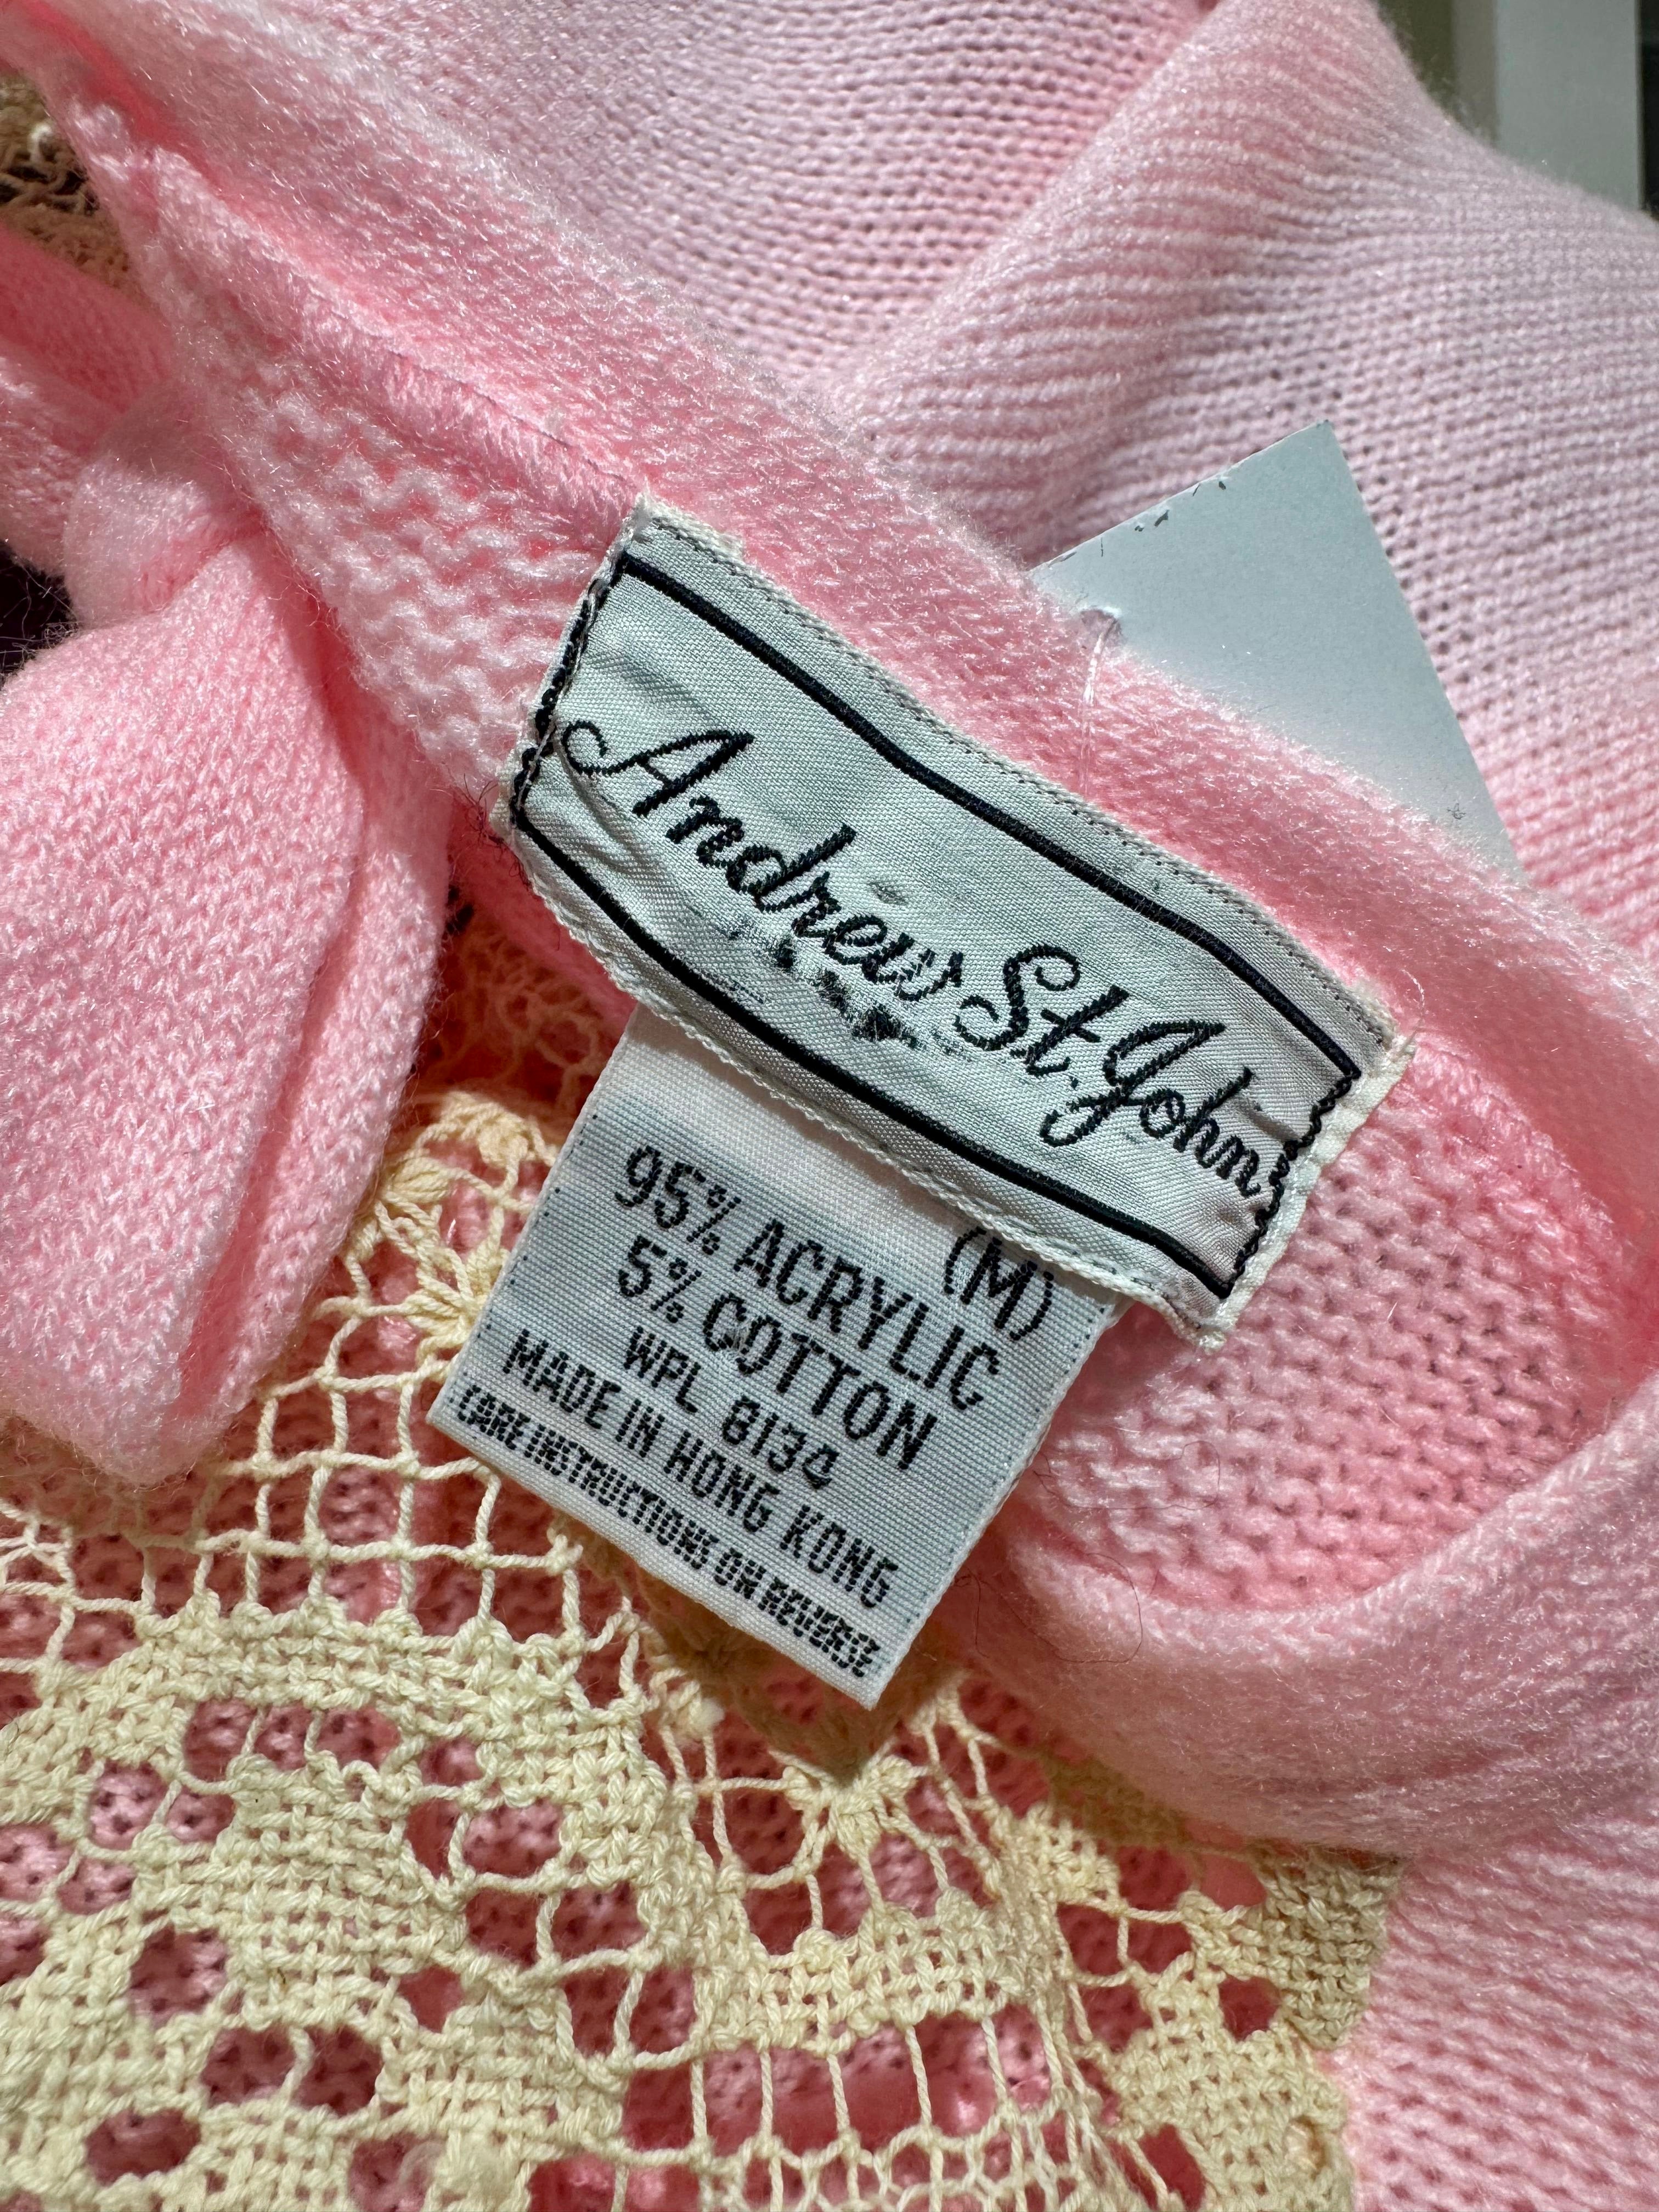 Andrew St. John
(M)
95% ACRYLIC
5% COTTON
WPL 8134
MADE IN HONG KONG
CARE INSTRUCTIONS ON REVERSE